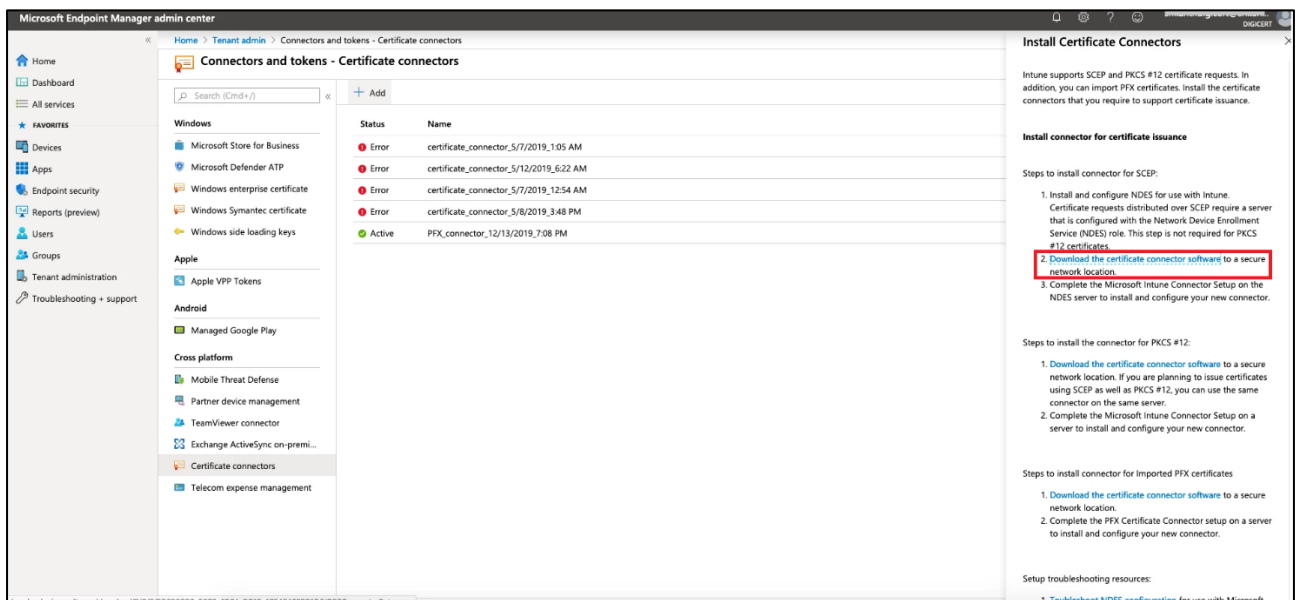 Microsoft Endpoint Manager admin center
DIGICERT
«
Home > Tenant admin > Connectors and tokens - Certificate connectors
Connectors and tokens - Certificate connectors
Home
Dashboard
All services
FAVORITES
Devices
Apps
Endpoint security
Reports (preview)
Users
Groups
Tenant administration
Troubleshooting + support
Search (Cmd+/)
«
Windows
Microsoft Store for Business
Microsoft Defender ATP
Windows enterprise certificate
Windows Symantec certificate
Windows side loading keys
Apple
Apple VPP Tokens
Android
Managed Google Play
Cross platform
Mobile Threat Defense
Partner device management
TeamViewer connector
Exchange ActiveSync on-premi...
Certificate connectors
Telecom expense management
+ Add
Status Name
Error certificate_connector_5/7/2019_1:05 AM
Error certificate_connector_5/12/2019_6:22 AM
Error certificate_connector_5/7/2019_12:54 AM
Error certificate_connector_5/8/2019_3:48 PM
Active PFX_connector_12/13/2019_7:08 PM
Install Certificate Connectors
Intune supports SCEP and PKCS #12 certificate requests. In
addition, you can import PFX certificates. Install the certificate
connectors that you require to support certificate issuance.
Install connector for certificate issuance
Steps to install connector for SCEP:
1. Install and configure NDES for use with Intune.
Certificate requests distributed over SCEP require a server
that is configured with the Network Device Enrollment
Service (NDES) role. This step is not required for PKCS
#12 certificates.
2. Download the certificate connector software to a secure
network location.
3. Complete the Microsoft Intune Connector Setup on the
NDES server to install and configure your new connector.
Steps to install the connector for PKCS #12:
1. Download the certificate connector software to a secure
network location. If you are planning to issue certificates
using SCEP as well as PKCS #12, you can use the same
connector on the same server.
2. Complete the Microsoft Intune Connector Setup on a
server to install and configure your new connector.
Steps to install connector for Imported PFX certificates
1. Download the certificate connector software to a secure
network location.
2. Complete the PFX Certificate Connector setup on a server
to install and configure your new connector.
Setup troubleshooting resources:
1. Troubleshoot NDES configuration for use with Microsoft